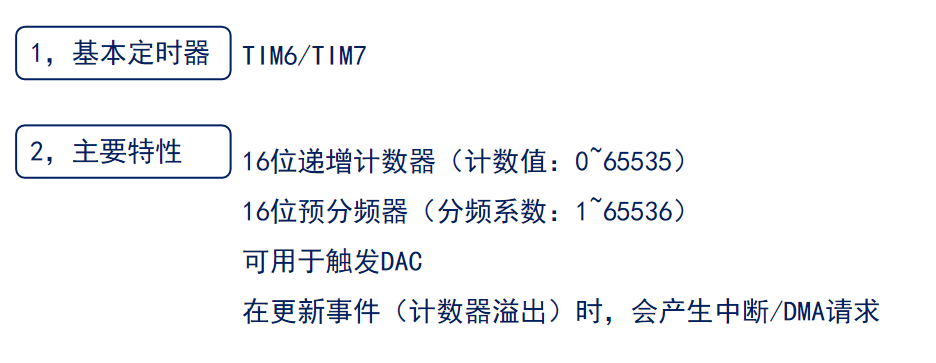 1，基本定时器
TIM6/TIM7
2，主要特性
16位递增计数器（计数值：0~65535）
16位预分频器（分频系数：1~65536）
可用于触发DAC
在更新事件（计数器溢出）时，会产生中断/DMA请求